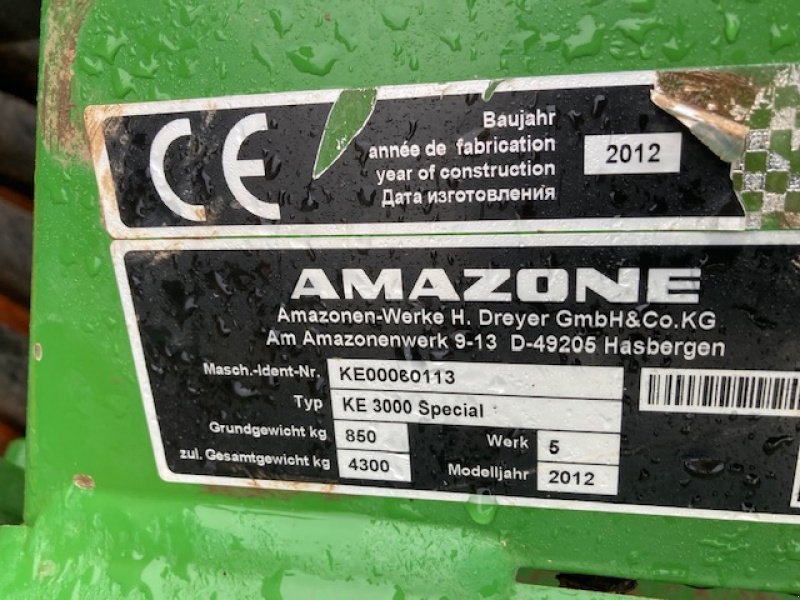 CE
Baujahr
année de fabrication
year of construction
Дата изготовления
2012
AMAZONE
Amazonen-Werke H. Dreyer GmbH&Co.KG
Am Amazonenwerk 9-13 D-49205 Hasbergen
Masch.-Ident-Nr. KE00060113
Typ KE 3000 Special
Grundgewicht kg 850 Werk 5
zul. Gesamtgewicht kg 4300 Modelljahr 2012